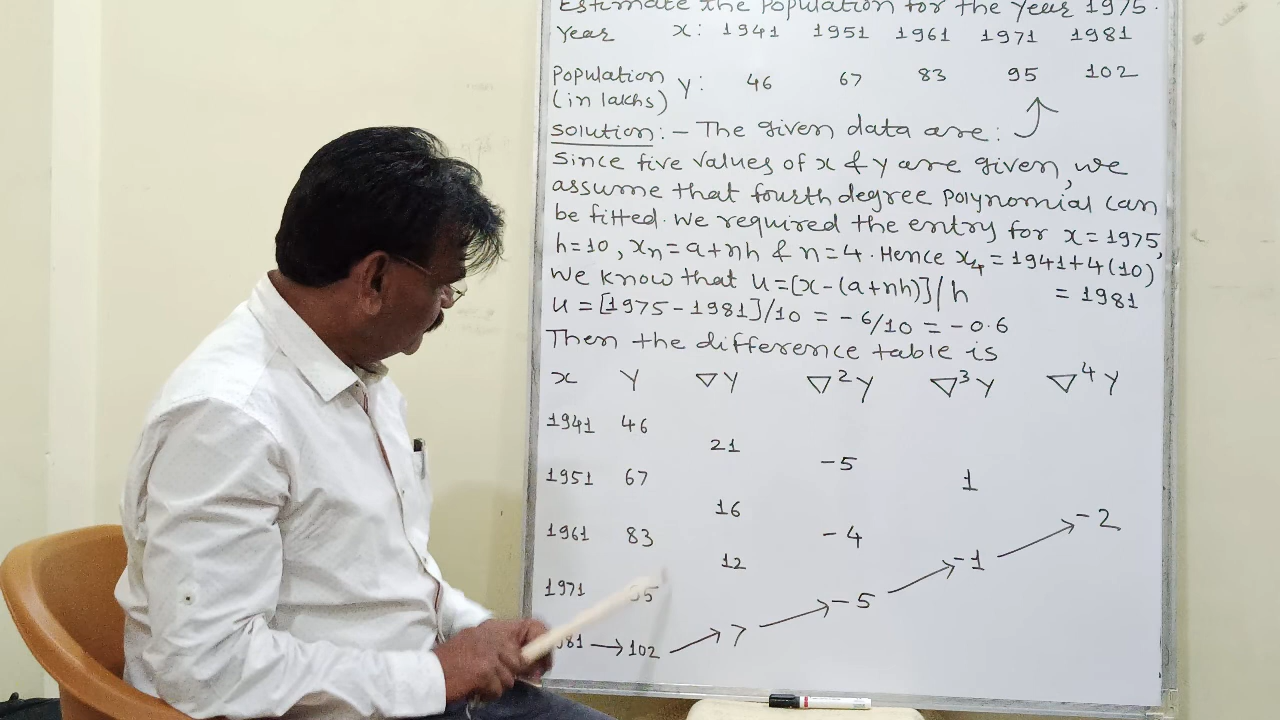 Estimate the population for the year 1975.
Year x: 1941 1951 1961 1971 1981
Population y: 46 67 83 95 102
(in lakhs)
Solution:- The given data are:
Since five values of x & y are given, we
assume that fourth degree polynomial can
be fitted. We required the entry for x=1975,
h=10, xₙ=a+nh & n=4. Hence x₄=1941+4(10)
We know that u=[x-(a+nh)]/h = 1981
u=[1975-1981]/10 = -6/10 = -0.6
Then the difference table is
x y ▽y ▽²y ▽³y ▽⁴y
1941 46
21
-5
1951 67 1
16
-2
1961 83 -4
12 -1
1971 95
-5
81 → 102 → 7